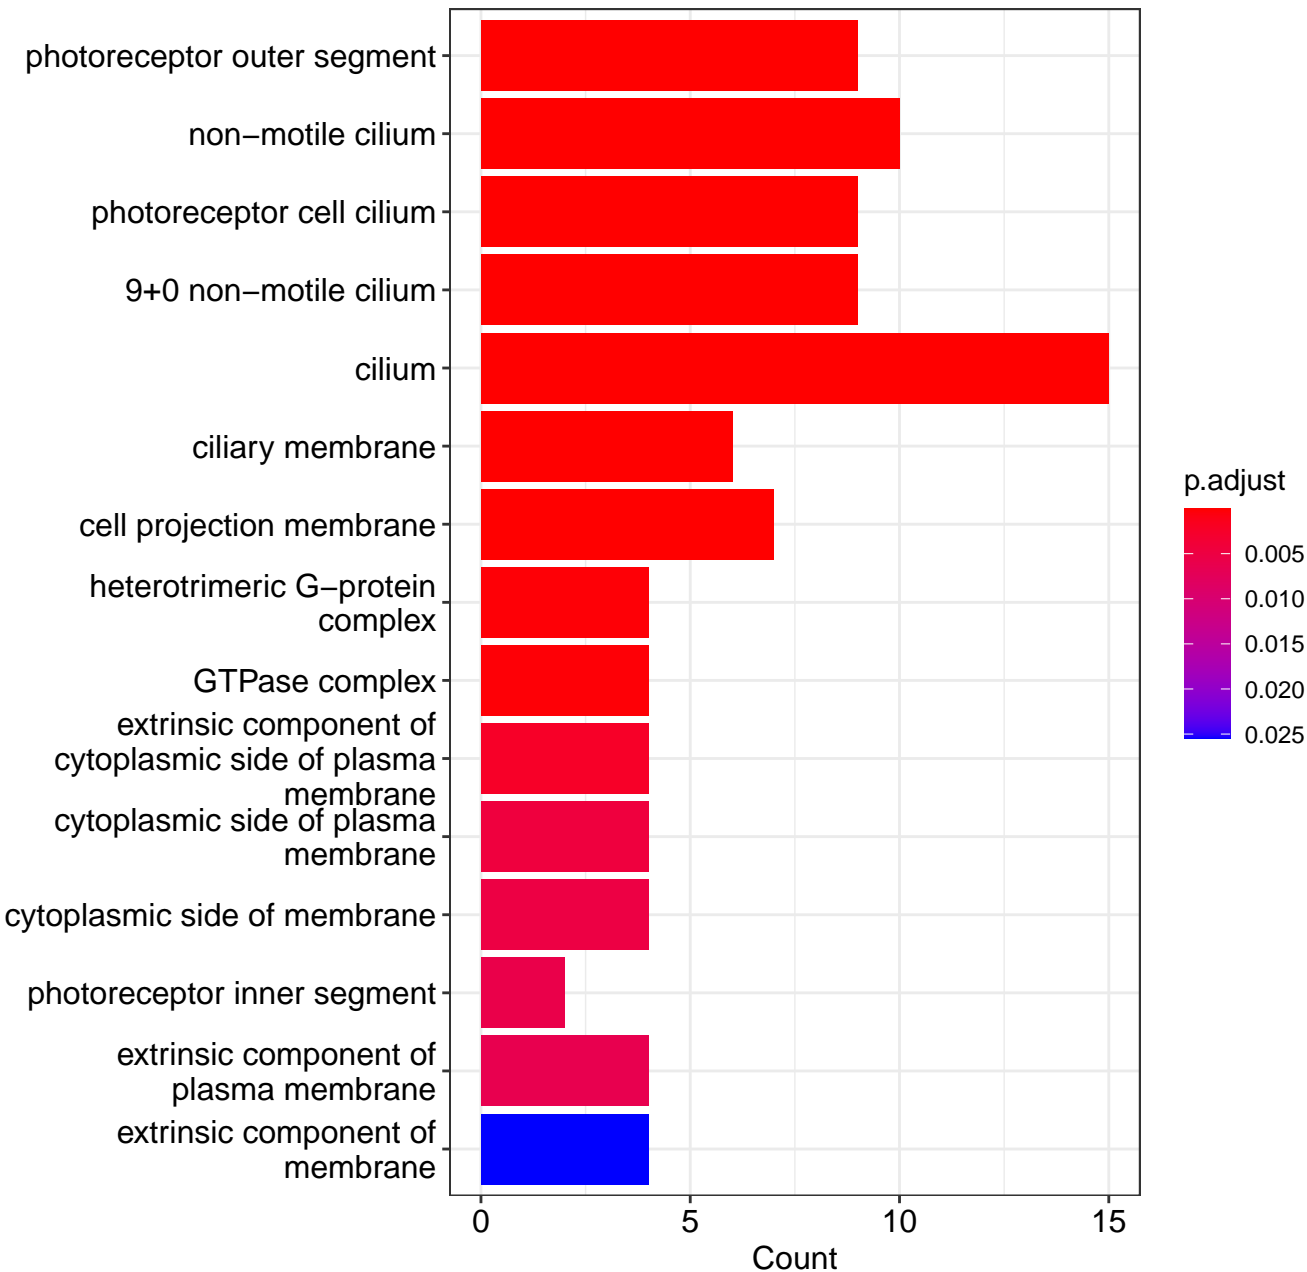 photoreceptor outer segment
non−motile cilium
photoreceptor cell cilium
9+0 non−motile cilium
cilium
ciliary membrane
cell projection membrane
heterotrimeric G−protein
complex
GTPase complex
extrinsic component of
cytoplasmic side of plasma
membrane
cytoplasmic side of plasma
membrane
cytoplasmic side of membrane
photoreceptor inner segment
extrinsic component of
plasma membrane
extrinsic component of
membrane
0 5 10 15
Count
p.adjust
0.005
0.010
0.015
0.020
0.025